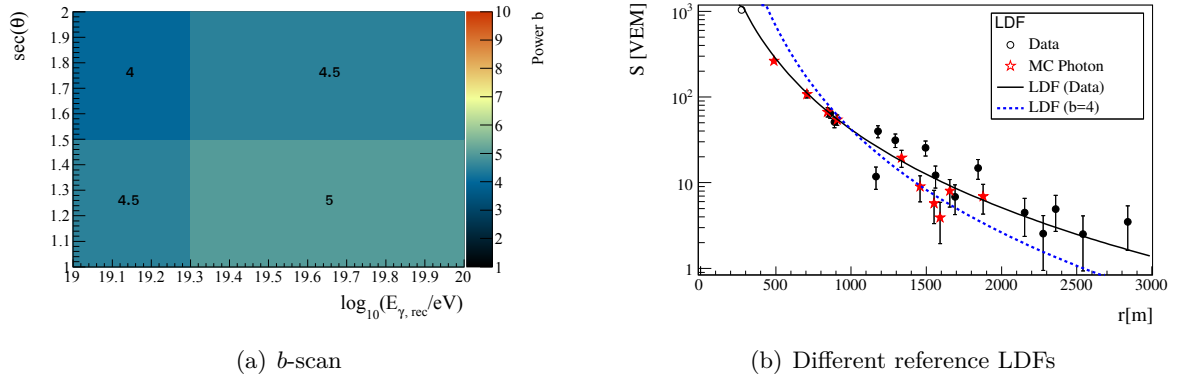 sec(θ)
2
1.9
1.8
1.7
1.6
1.5
1.4
1.3
1.2
1.1
1
4
4.5
4.5
5
19 19.1 19.2 19.3 19.4 19.5 19.6 19.7 19.8 19.9 20
log₁₀(E_γ, rec/eV)
10
9
8
7
6
5
4
3
2
1
Power b
(a) b-scan
S [VEM]
10³
10²
10
1
LDF
Data
MC Photon
LDF (Data)
LDF (b=4)
0 500 1000 1500 2000 2500 3000
r[m]
(b) Different reference LDFs